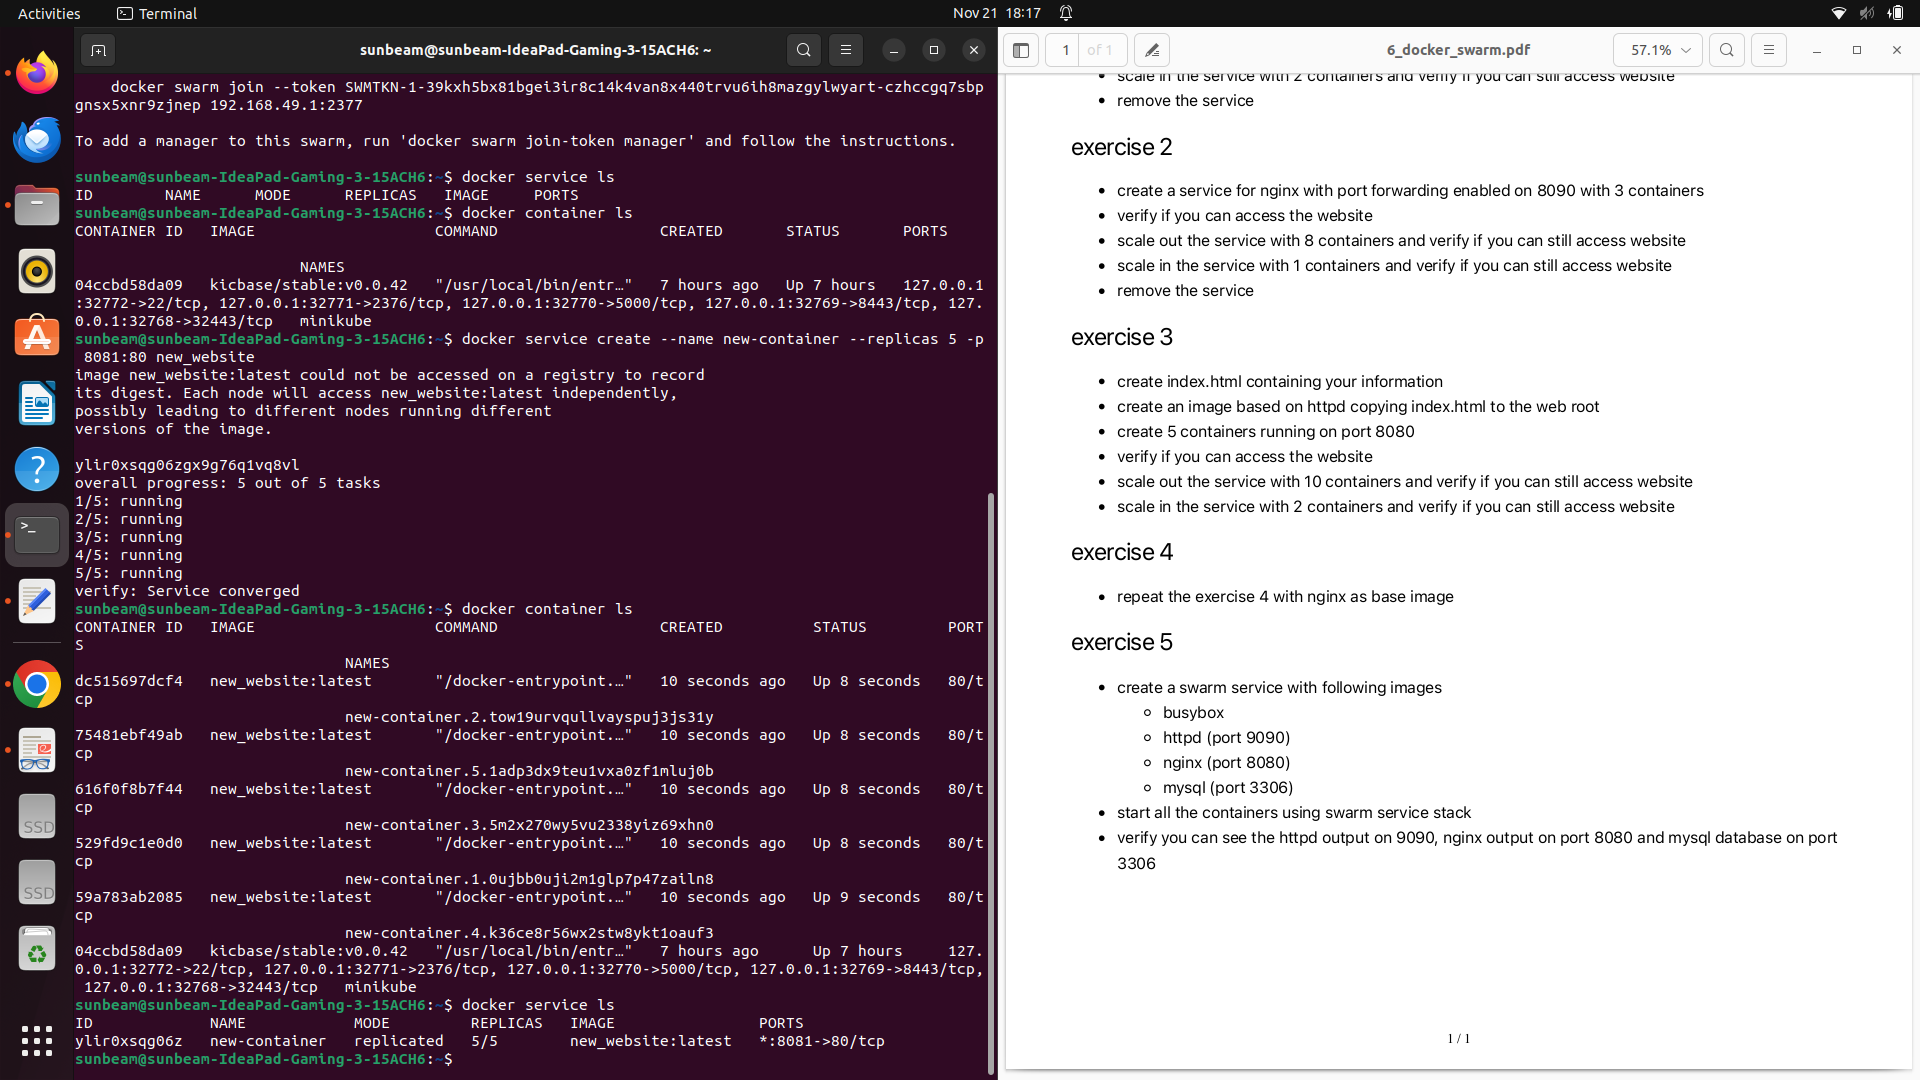 Activities
Terminal
Nov 21 18:17
sunbeam@sunbeam-IdeaPad-Gaming-3-15ACH6: ~
docker swarm join --token SWMTKN-1-39kxh5bx81bgei3ir8c14k4van8x440trvu6ih8mazgylwyart-czhccgq7sbp
gnsx5xnr9zjnep 192.168.49.1:2377
To add a manager to this swarm, run 'docker swarm join-token manager' and follow the instructions.
sunbeam@sunbeam-IdeaPad-Gaming-3-15ACH6:~$ docker service ls
ID NAME MODE REPLICAS IMAGE PORTS
sunbeam@sunbeam-IdeaPad-Gaming-3-15ACH6:~$ docker container ls
CONTAINER ID IMAGE COMMAND CREATED STATUS PORTS
NAMES
04ccbd58da09 kicbase/stable:v0.0.42 "/usr/local/bin/entr…" 7 hours ago Up 7 hours 127.0.0.1
:32772->22/tcp, 127.0.0.1:32771->2376/tcp, 127.0.0.1:32770->5000/tcp, 127.0.0.1:32769->8443/tcp, 127.
0.0.1:32768->32443/tcp minikube
sunbeam@sunbeam-IdeaPad-Gaming-3-15ACH6:~$ docker service create --name new-container --replicas 5 -p
8081:80 new_website
image new_website:latest could not be accessed on a registry to record
its digest. Each node will access new_website:latest independently,
possibly leading to different nodes running different
versions of the image.
ylir0xsqg06zgx9g76q1vq8vl
overall progress: 5 out of 5 tasks
1/5: running
2/5: running
3/5: running
4/5: running
5/5: running
verify: Service converged
sunbeam@sunbeam-IdeaPad-Gaming-3-15ACH6:~$ docker container ls
CONTAINER ID IMAGE COMMAND CREATED STATUS PORT
S
NAMES
dc515697dcf4 new_website:latest "/docker-entrypoint.…" 10 seconds ago Up 8 seconds 80/t
cp
new-container.2.tow19urvqullvayspuj3js31y
75481ebf49ab new_website:latest "/docker-entrypoint.…" 10 seconds ago Up 8 seconds 80/t
cp
new-container.5.1adp3dx9teu1vxa0zf1mluj0b
616f0f8b7f44 new_website:latest "/docker-entrypoint.…" 10 seconds ago Up 8 seconds 80/t
cp
new-container.3.5m2x270wy5vu2338yiz69xhn0
529fd9c1e0d0 new_website:latest "/docker-entrypoint.…" 10 seconds ago Up 8 seconds 80/t
cp
new-container.1.0ujbb0uji2m1glp7p47zailn8
59a783ab2085 new_website:latest "/docker-entrypoint.…" 10 seconds ago Up 9 seconds 80/t
cp
new-container.4.k36ce8r56wx2stw8ykt1oauf3
04ccbd58da09 kicbase/stable:v0.0.42 "/usr/local/bin/entr…" 7 hours ago Up 7 hours 127.
0.0.1:32772->22/tcp, 127.0.0.1:32771->2376/tcp, 127.0.0.1:32770->5000/tcp, 127.0.0.1:32769->8443/tcp,
127.0.0.1:32768->32443/tcp minikube
sunbeam@sunbeam-IdeaPad-Gaming-3-15ACH6:~$ docker service ls
ID NAME MODE REPLICAS IMAGE PORTS
ylir0xsqg06z new-container replicated 5/5 new_website:latest *:8081->80/tcp
sunbeam@sunbeam-IdeaPad-Gaming-3-15ACH6:~$
SSD
SSD
1 of 1
6_docker_swarm.pdf
57.1%
• scale in the service with 2 containers and verify if you can still access website
• remove the service
exercise 2
• create a service for nginx with port forwarding enabled on 8090 with 3 containers
• verify if you can access the website
• scale out the service with 8 containers and verify if you can still access website
• scale in the service with 1 containers and verify if you can still access website
• remove the service
exercise 3
• create index.html containing your information
• create an image based on httpd copying index.html to the web root
• create 5 containers running on port 8080
• verify if you can access the website
• scale out the service with 10 containers and verify if you can still access website
• scale in the service with 2 containers and verify if you can still access website
exercise 4
• repeat the exercise 4 with nginx as base image
exercise 5
• create a swarm service with following images
◦ busybox
◦ httpd (port 9090)
◦ nginx (port 8080)
◦ mysql (port 3306)
• start all the containers using swarm service stack
• verify you can see the httpd output on 9090, nginx output on port 8080 and mysql database on port
3306
1 / 1